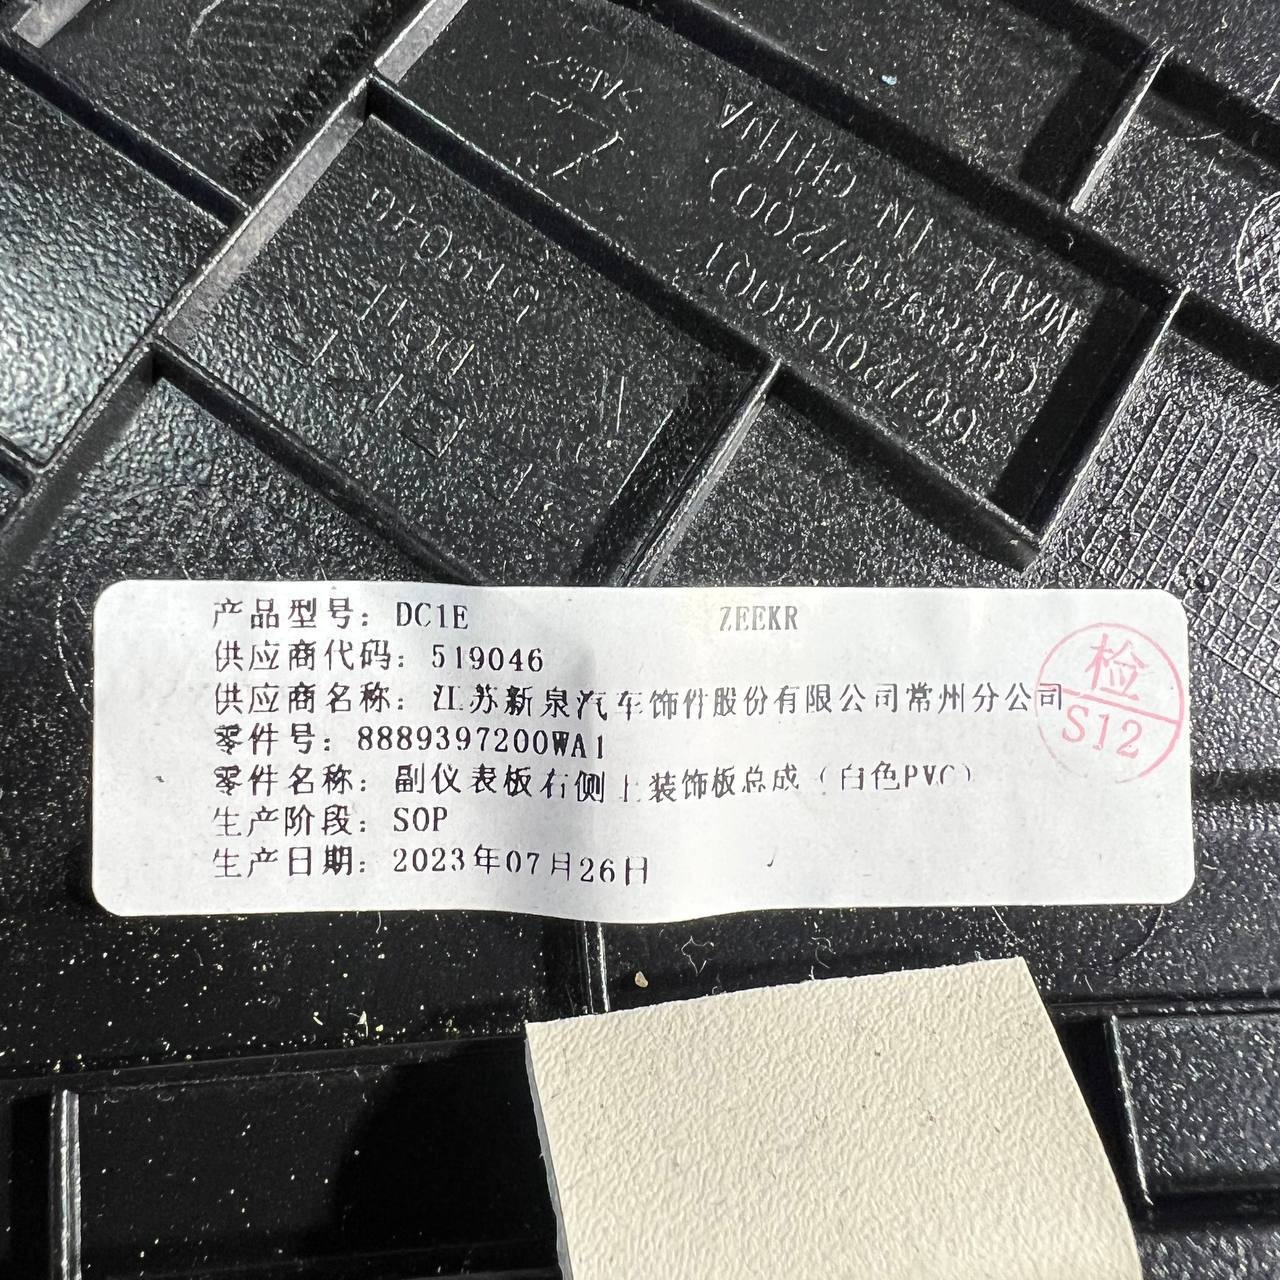 MADE IN CHINA
6612000001
产品型号：DC1E ZEEKR
供应商代码：519046
供应商名称：江苏新泉汽车饰件股份有限公司常州分公司
零件号：8889397200WA1
零件名称：副仪表板右侧上装饰板总成（白色PVC）
生产阶段：SOP
生产日期：2023年07月26日
检
S12